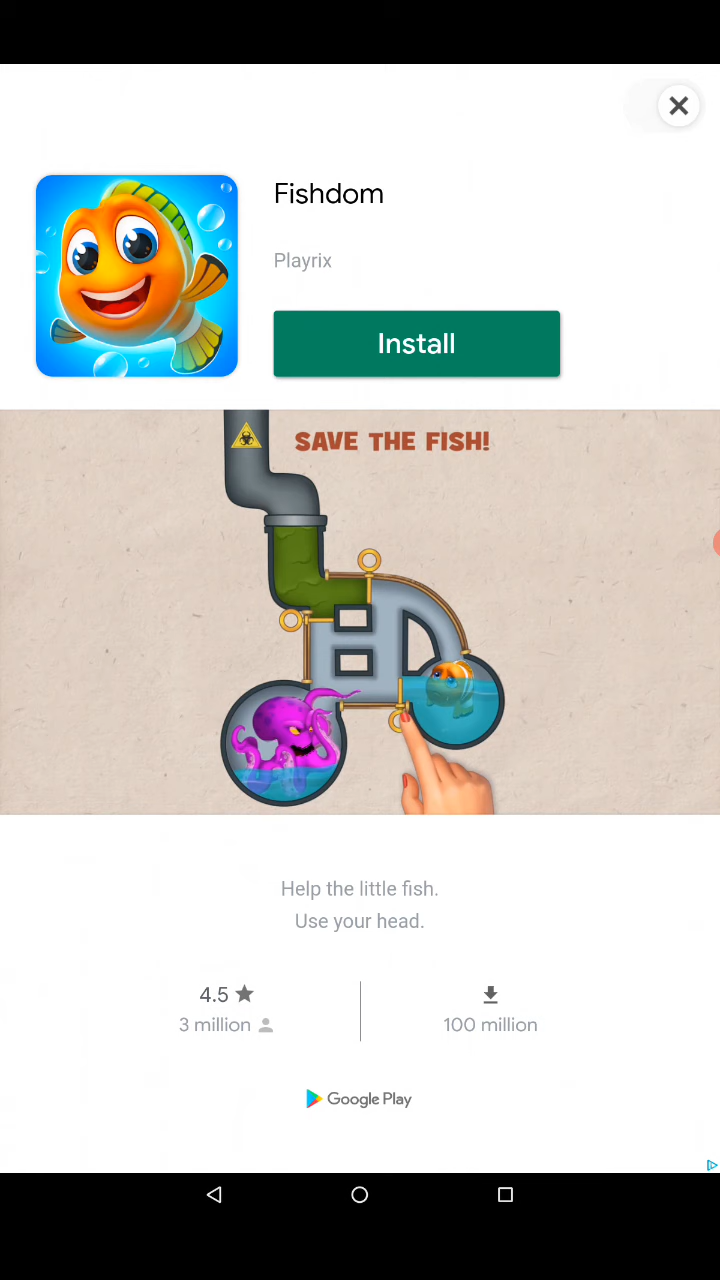 Fishdom
Playrix
Install
SAVE THE FISH!
Help the little fish.
Use your head.
4.5
3 million
100 million
Google Play